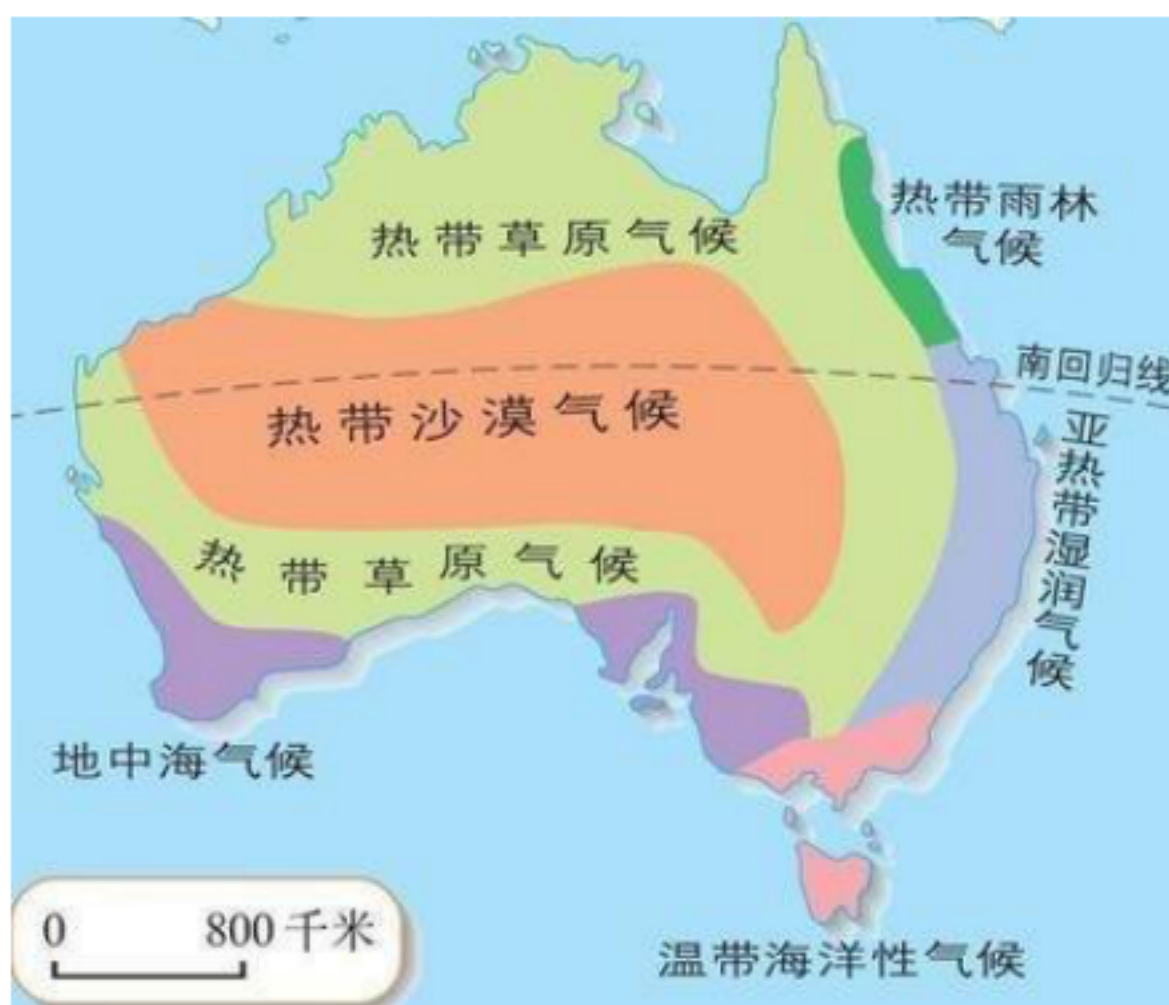 热带雨林
气候
热带草原气候
南回归线
热带沙漠气候
亚热带湿润气候
热带草原气候
地中海气候
0 800千米
温带海洋性气候